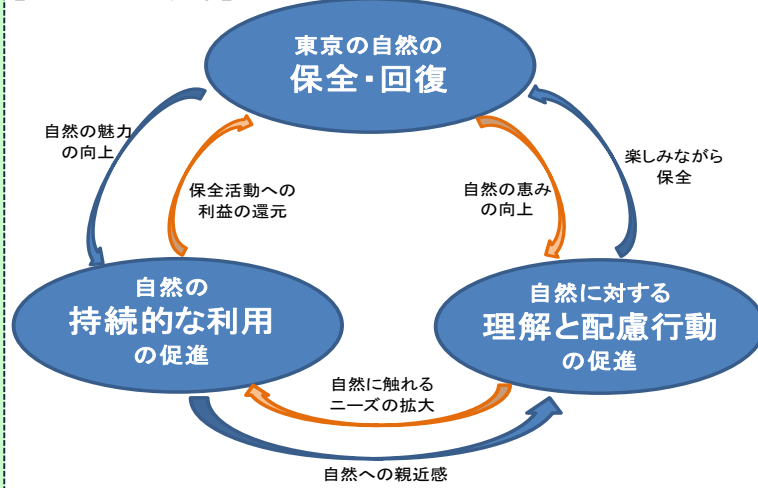 東京の自然の
保全・回復
自然の魅力
の向上
保全活動への
利益の還元
自然の恵み
の向上
楽しみながら
保全
自然の
持続的な利用
の促進
自然に対する
理解と配慮行動
の促進
自然に触れる
ニーズの拡大
自然への親近感